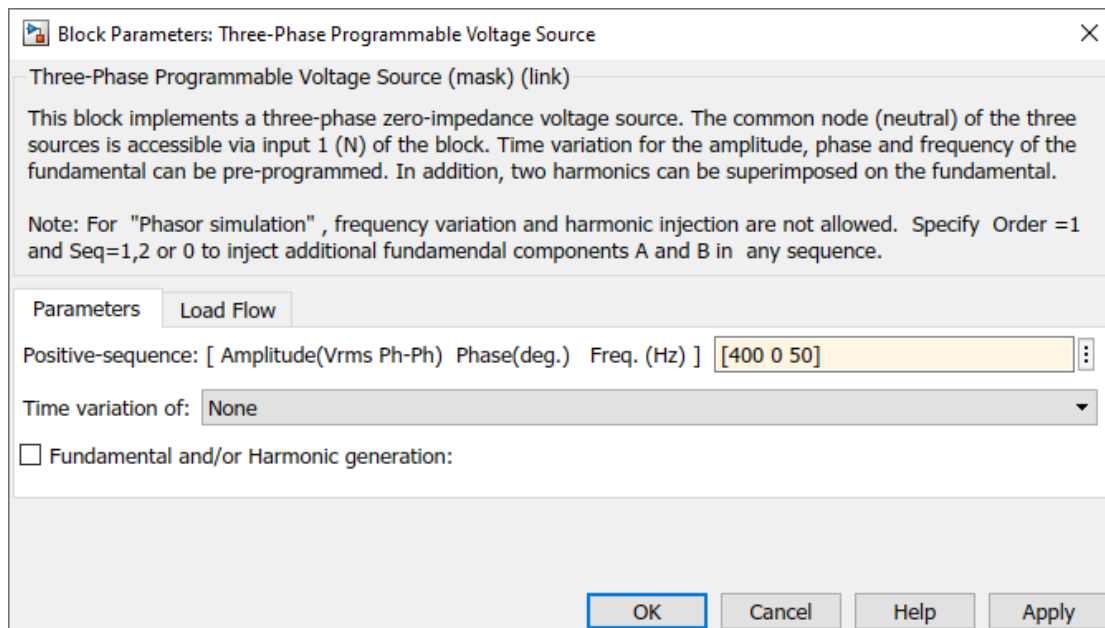 Block Parameters: Three-Phase Programmable Voltage Source
Three-Phase Programmable Voltage Source (mask) (link)
This block implements a three-phase zero-impedance voltage source. The common node (neutral) of the three
sources is accessible via input 1 (N) of the block. Time variation for the amplitude, phase and frequency of the
fundamental can be pre-programmed. In addition, two harmonics can be superimposed on the fundamental.
Note: For "Phasor simulation" , frequency variation and harmonic injection are not allowed. Specify Order =1
and Seq=1,2 or 0 to inject additional fundamendal components A and B in any sequence.
Parameters Load Flow
Positive-sequence: [ Amplitude(Vrms Ph-Ph) Phase(deg.) Freq. (Hz) ] [400 0 50]
Time variation of: None
Fundamental and/or Harmonic generation:
OK Cancel Help Apply